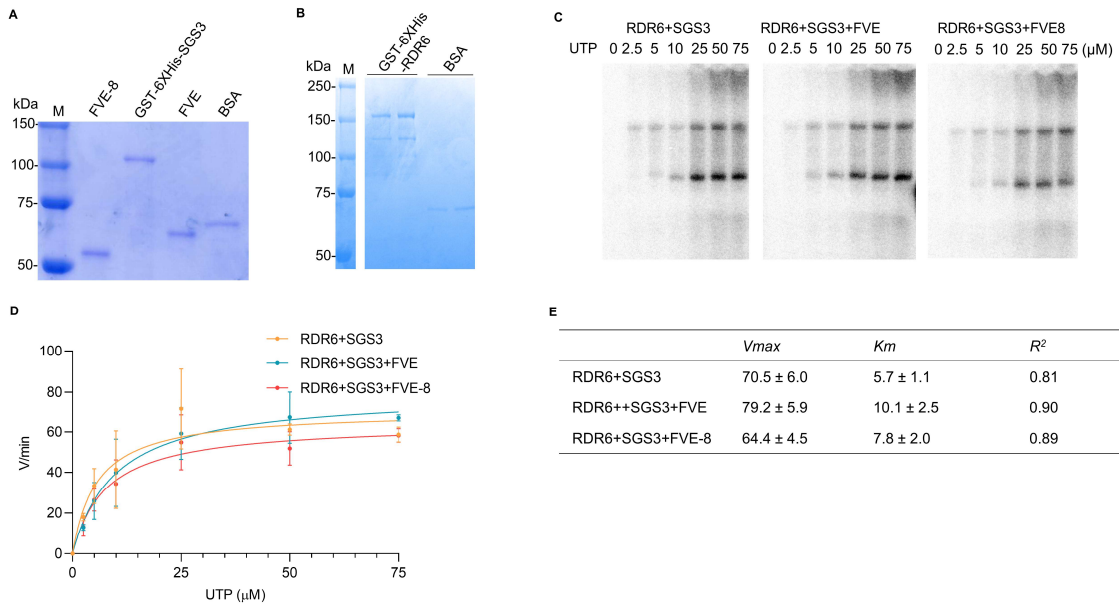 A
kDa
M
FVE-8
GST-6XHis-SGS3
FVE
BSA
150
100
75
50
B
kDa
M
GST-6XHis
-RDR6
BSA
250
150
100
75
50
C
RDR6+SGS3
RDR6+SGS3+FVE
RDR6+SGS3+FVE8
UTP 0 2.5 5 10 25 50 75 0 2.5 5 10 25 50 75 0 2.5 5 10 25 50 75 (μM)
D
RDR6+SGS3
RDR6+SGS3+FVE
RDR6+SGS3+FVE-8
V/min
100
80
60
40
20
0
0 25 50 75
UTP (μM)
E
Vmax Km R²
RDR6+SGS3 70.5 ± 6.0 5.7 ± 1.1 0.81
RDR6++SGS3+FVE 79.2 ± 5.9 10.1 ± 2.5 0.90
RDR6+SGS3+FVE-8 64.4 ± 4.5 7.8 ± 2.0 0.89